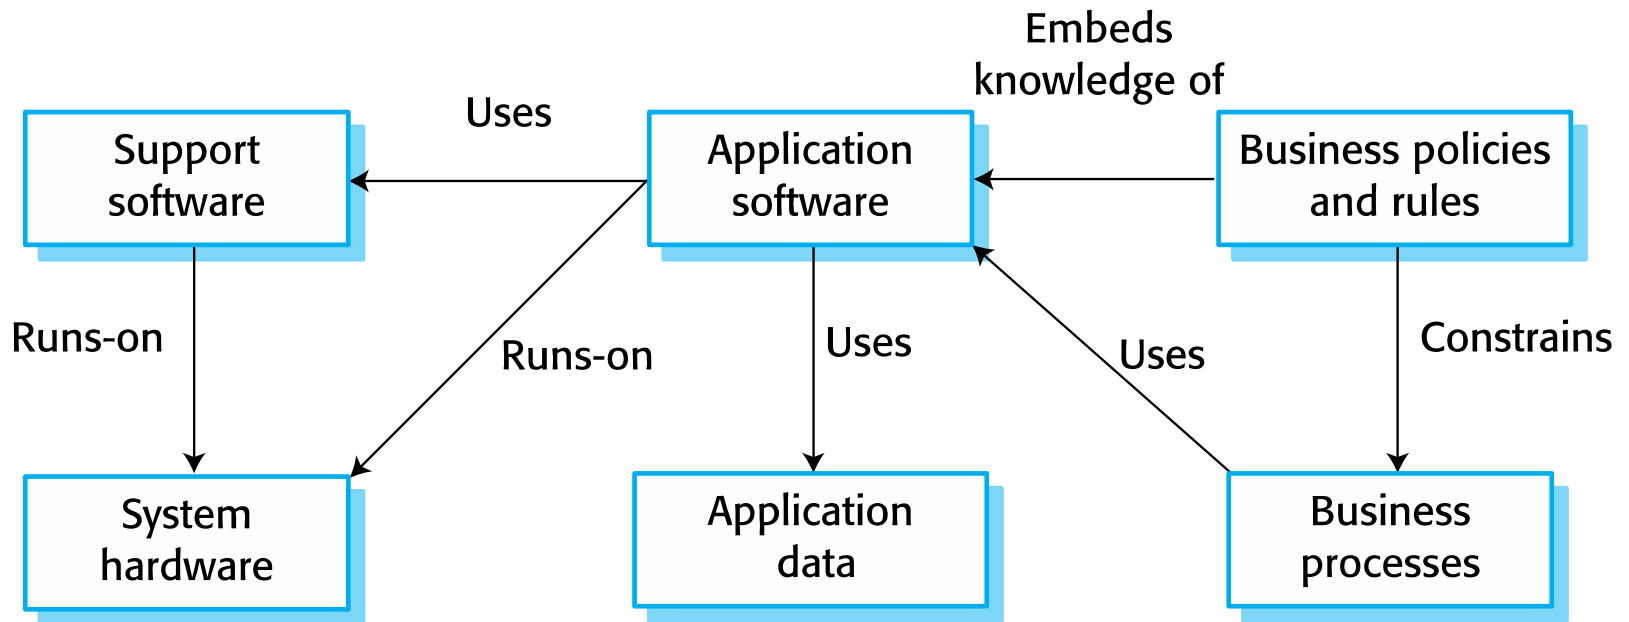 Embeds
knowledge of
Uses
Support
software
Application
software
Business policies
and rules
Runs-on
Runs-on
Uses
Uses
Constrains
System
hardware
Application
data
Business
processes